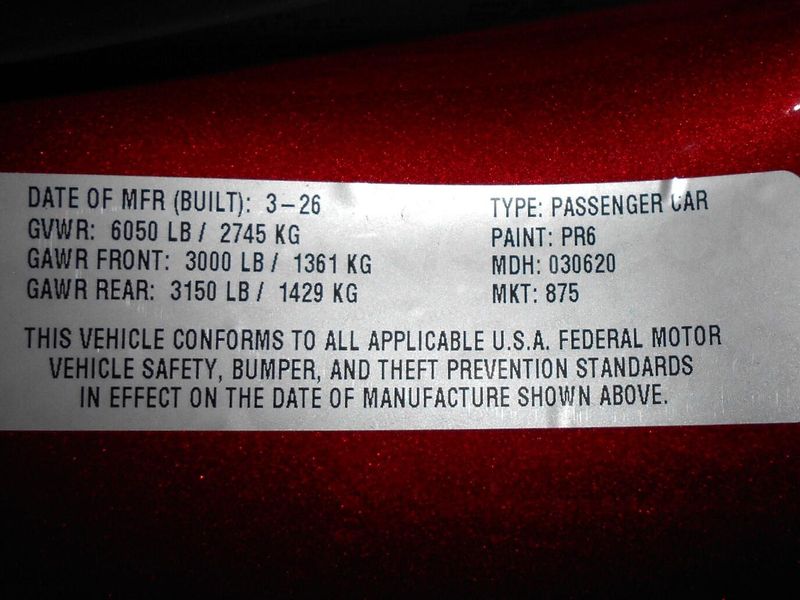 DATE OF MFR (BUILT): 3-26
GVWR: 6050 LB / 2745 KG
GAWR FRONT: 3000 LB / 1361 KG
GAWR REAR: 3150 LB / 1429 KG
TYPE: PASSENGER CAR
PAINT: PR6
MDH: 030620
MKT: 875
THIS VEHICLE CONFORMS TO ALL APPLICABLE U.S.A. FEDERAL MOTOR
VEHICLE SAFETY, BUMPER, AND THEFT PREVENTION STANDARDS
IN EFFECT ON THE DATE OF MANUFACTURE SHOWN ABOVE.